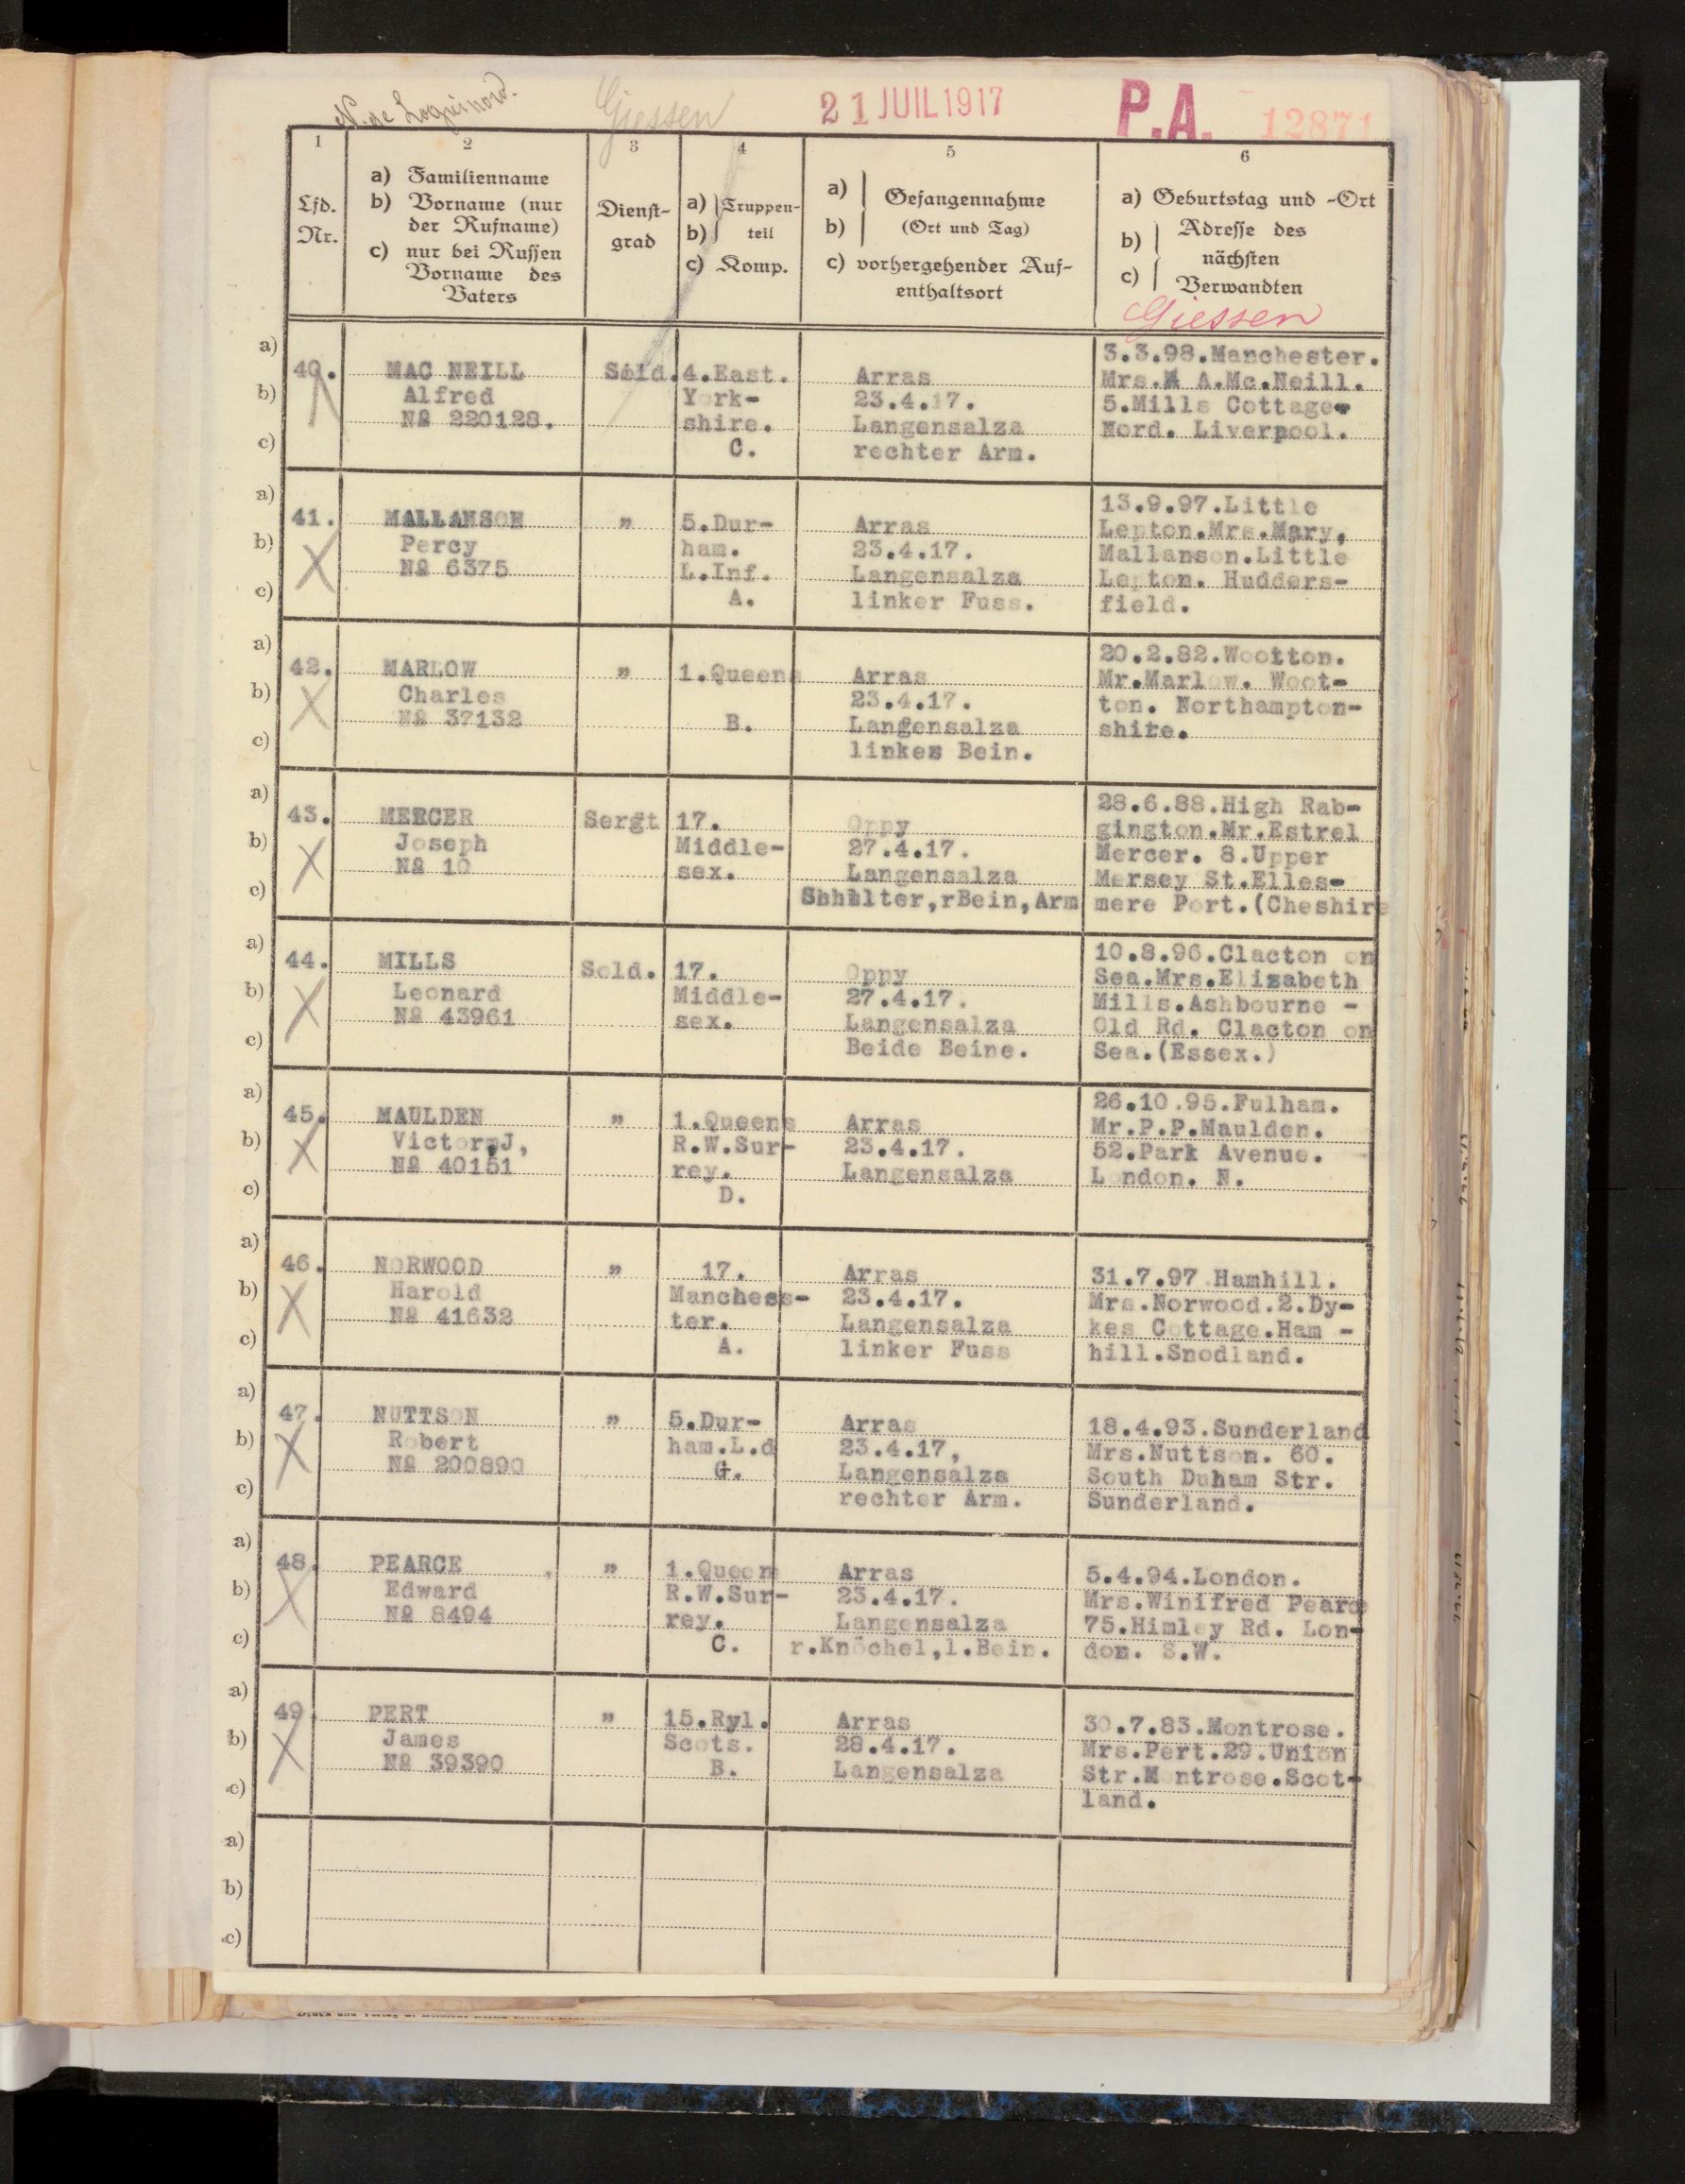 Giessen
21 JUIL 1917
P.A. 12871
1 2 3 4 5 6
Lfd. Nr.
a) Familienname
b) Vorname (nur
der Rufname)
c) nur bei Russen
Vorname des
Vaters
Dienst-
grad
a) Truppen-
b) teil
c) Komp.
a) Gefangennahme
b) (Ort und Tag)
c) vorhergehender Auf-
enthaltsort
a) Geburtstag und -Ort
b) Adresse des
nächsten
c) Verwandten
Giessen
a)
b)
c)
40.
MAC NEILL
Alfred
№ 220128.
Sold.
4.East.
York-
shire.
C.
Arras
23.4.17.
Langensalza
rechter Arm.
3.3.98.Manchester.
Mrs. A.Mc.Neill.
5.Mills Cottage
Nord. Liverpool.
a)
b)
c)
41.
MALLANSON
Percy
№ 6375
"
5.Dur-
ham.
L.Inf.
A.
Arras
23.4.17.
Langensalza
linker Fuss.
13.9.97.Little
Lepton.Mrs.Mary,
Mallanson.Little
Lepton. Hudders-
field.
a)
b)
c)
42.
MARLOW
Charles
№ 37132
"
1.Queens
B.
Arras
23.4.17.
Langensalza
linkes Bein.
20.2.82.Wootton.
Mr.Marlow. Woot-
ton. Northampton-
shire.
a)
b)
c)
43.
MERCER
Joseph
№ 10
Sergt
17.
Middle-
sex.
Oppy
27.4.17.
Langensalza
rBein,Arm
28.6.88.High Rab-
gington.Mr.Estrel
Mercer. 8.Upper
Mersey St.Elles-
mere Port.(Cheshire
a)
b)
c)
44.
MILLS
Leonard
№ 43961
Sold.
17.
Middle-
sex.
Oppy
27.4.17.
Langensalza
Beide Beine.
10.8.96.Clacton on
Sea.Mrs.Elizabeth
Mills.Ashbourne -
Old Rd. Clacton on
Sea.(Essex.)
a)
b)
c)
45.
MAULDEN
Victor,J,
№ 40151
"
1.Queens
R.W.Sur-
rey.
D.
Arras
23.4.17.
Langensalza
26.10.95.Fulham.
Mr.P.P.Maulden.
52.Park Avenue.
London. N.
a)
b)
c)
46.
NORWOOD
Harold
№ 41632
"
17.
Manchess-
ter.
A.
Arras
23.4.17.
Langensalza
linker Fuss
31.7.97.Hamhill.
Mrs.Norwood.2.Dy-
kes Cottage.Ham -
hill.Snodland.
a)
b)
c)
47.
NUTTSON
Robert
№ 200890
"
5.Dur-
ham.L.d
G.
Arras
23.4.17,
Langensalza
rechter Arm.
18.4.93.Sunderland
Mrs.Nuttson. 60.
South Duham Str.
Sunderland.
a)
b)
c)
48.
PEARCE
Edward
№ 8494
"
1.Queen
R.W.Sur-
rey.
C.
Arras
23.4.17.
Langensalza
r.Knöchel,l.Bein.
5.4.94.London.
Mrs.Winifred Pearce
75.Himley Rd. Lon-
don. S.W.
a)
b)
c)
49.
PERT
James
№ 39390
"
15.Ryl.
Scots.
B.
Arras
28.4.17.
Langensalza
30.7.83.Montrose.
Mrs.Pert.29.Union
Str.Montrose.Scot-
land.
a)
b)
c)